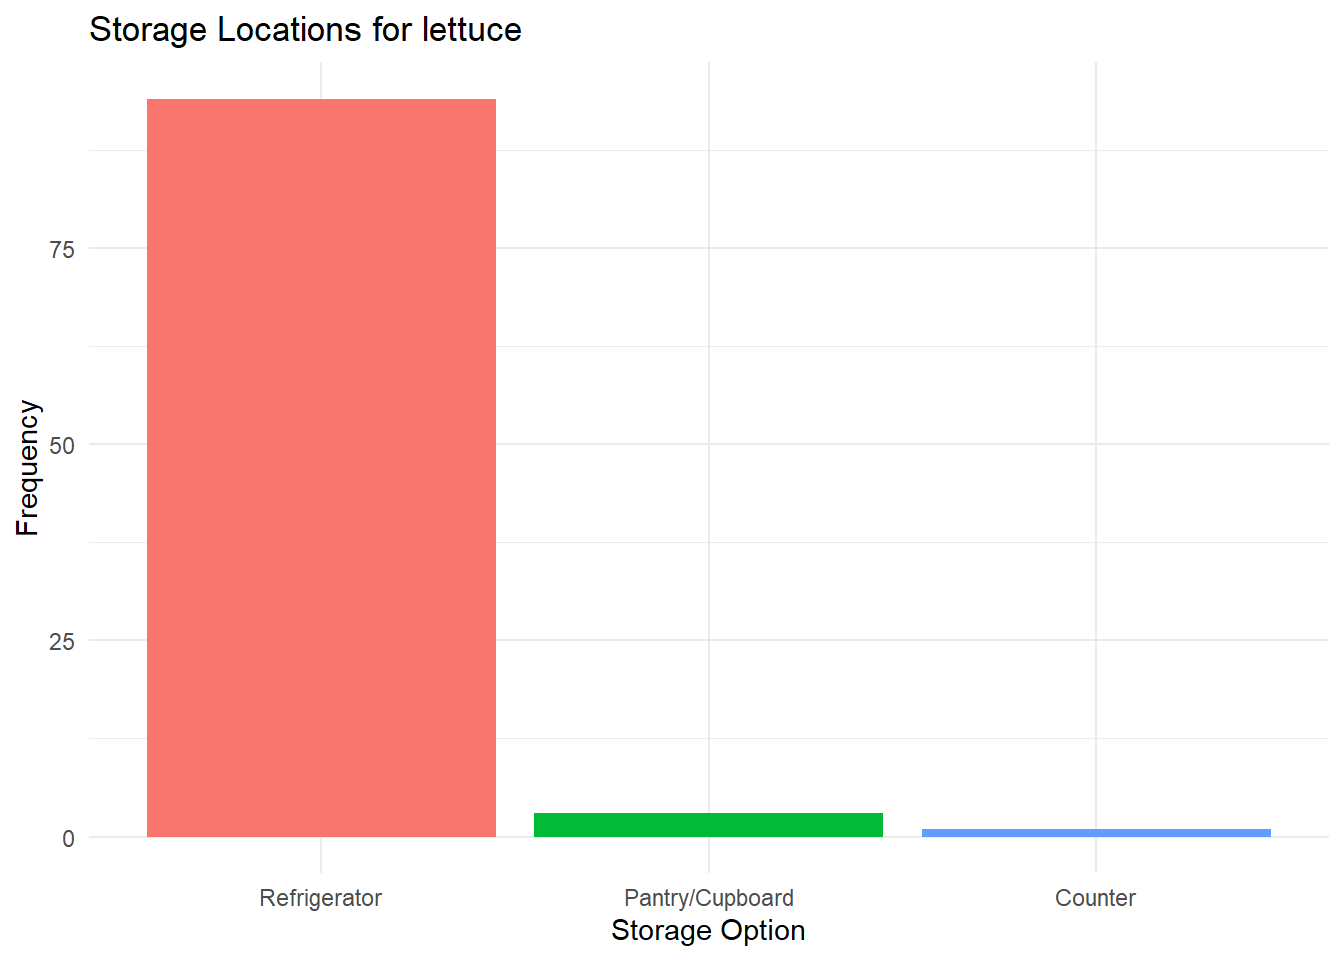 Storage Locations for lettuce
Frequency
75
50
25
0
Refrigerator Pantry/Cupboard Counter
Storage Option